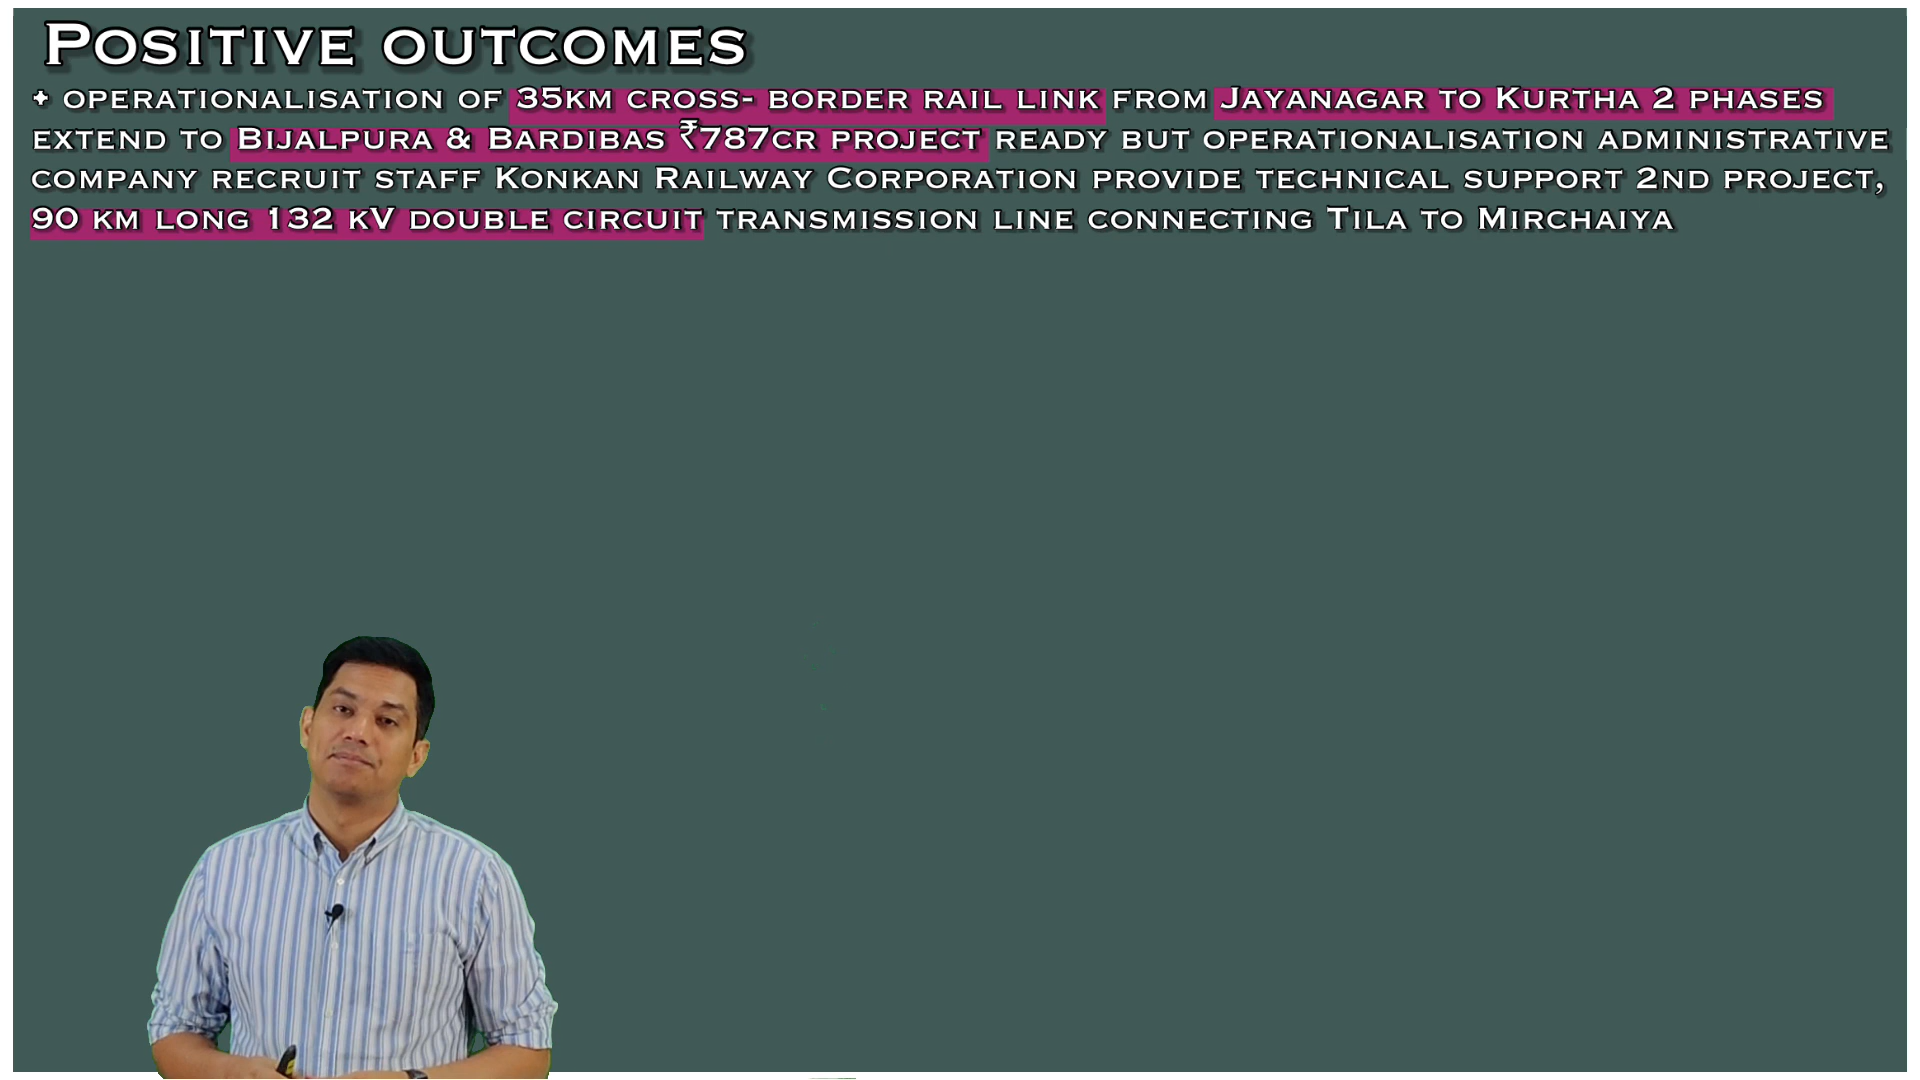 Positive outcomes
+ operationalisation of 35km cross- border rail link from Jayanagar to Kurtha 2 phases
extend to Bijalpura & Bardibas ₹787cr project ready but operationalisation administrative
company recruit staff Konkan Railway Corporation provide technical support 2nd project,
90 km long 132 kV double circuit transmission line connecting Tila to Mirchaiya